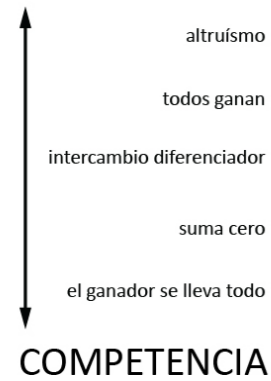 altruísmo
todos ganan
intercambio diferenciador
suma cero
el ganador se lleva todo
COMPETENCIA